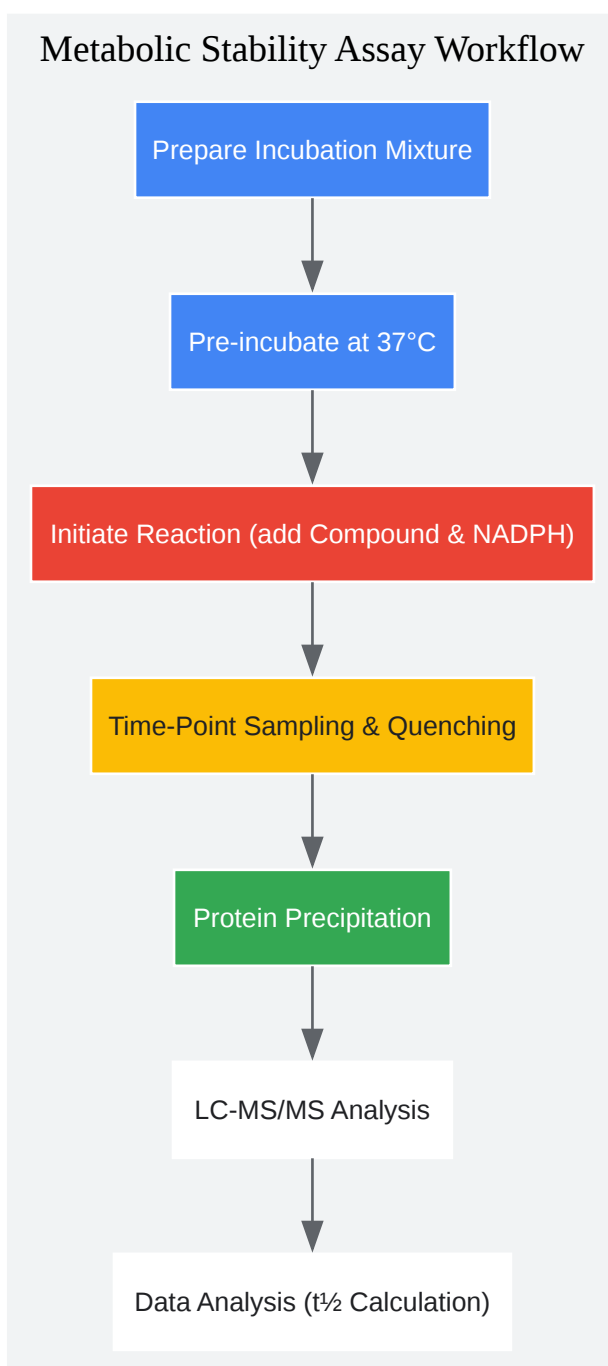 Metabolic Stability Assay Workflow
Prepare Incubation Mixture
Pre-incubate at 37°C
Initiate Reaction (add Compound & NADPH)
Time-Point Sampling & Quenching
Protein Precipitation
LC-MS/MS Analysis
Data Analysis (t½ Calculation)